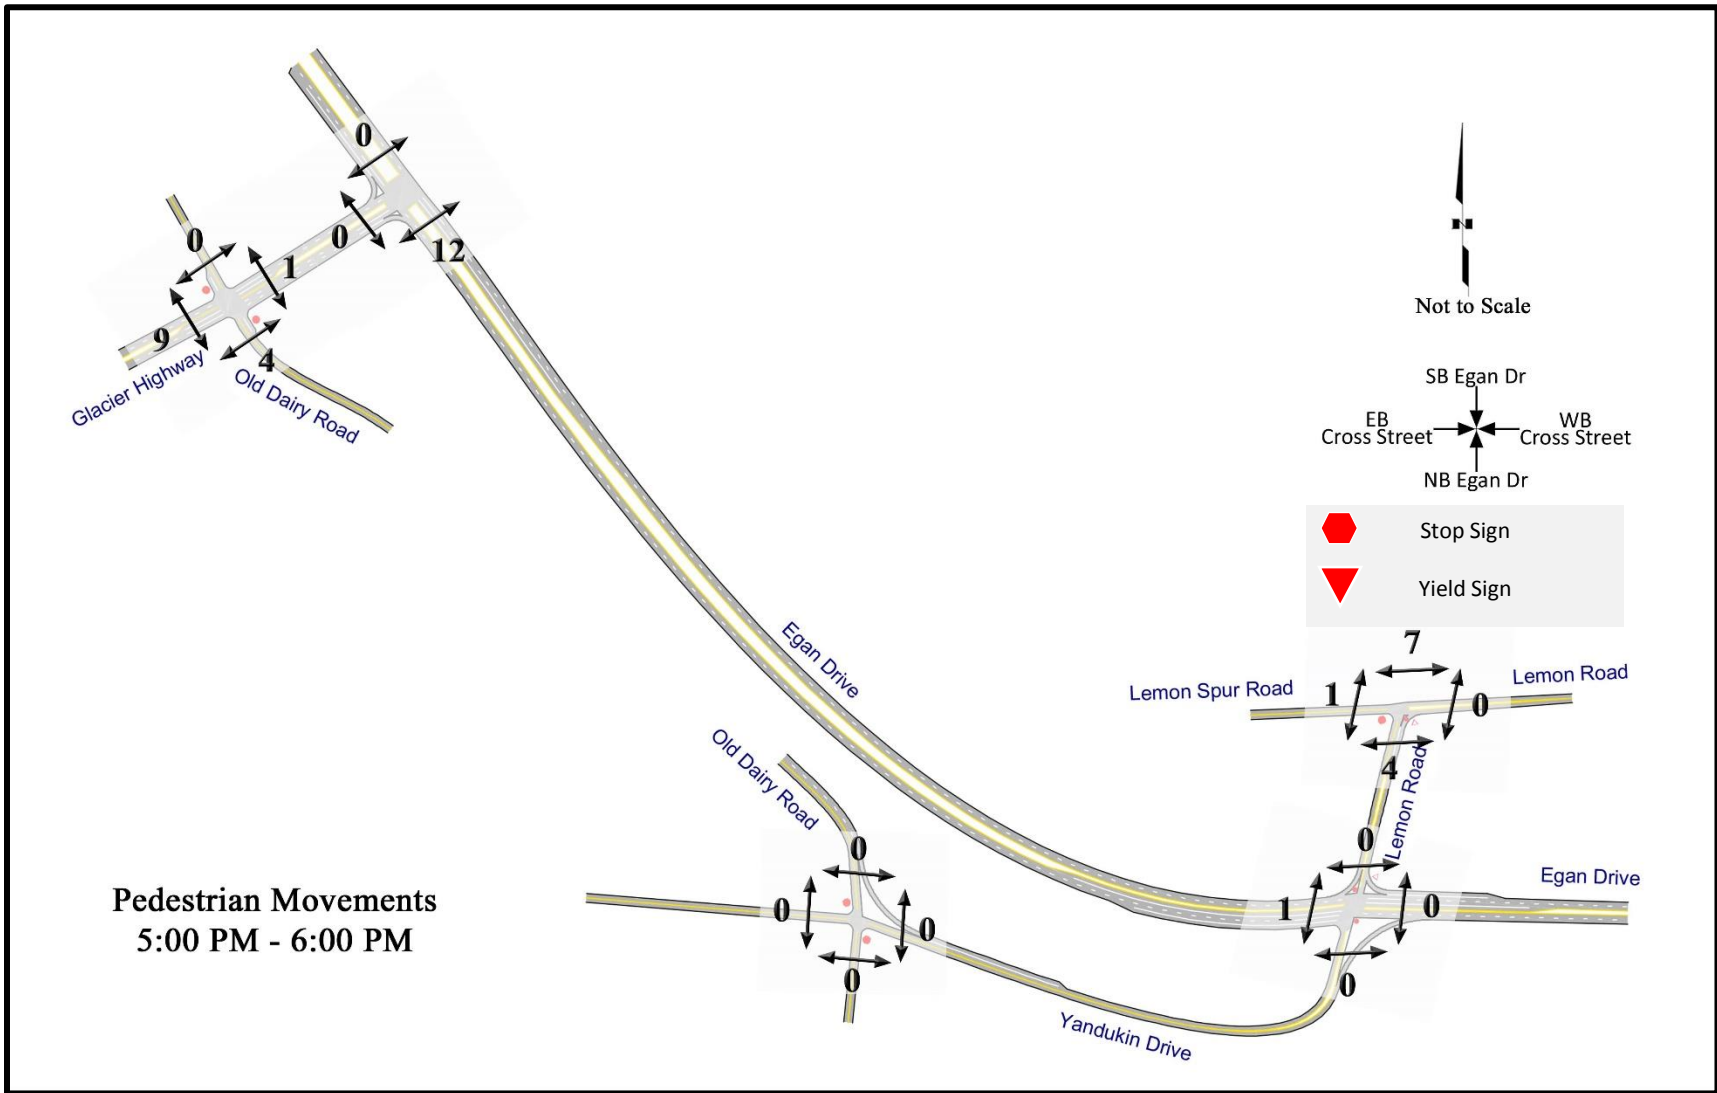 0
12
0
1
0
9
4
Glacier Highway
Old Dairy Road
N
Not to Scale
SB Egan Dr
EB
Cross Street
WB
Cross Street
NB Egan Dr
Stop Sign
Yield Sign
Egan Drive
7
Lemon Spur Road
1
Lemon Road
0
4
Lemon Road
Old Dairy Road
0
0
0
0
0
1
0
0
Egan Drive
Yandukin Drive
Pedestrian Movements
5:00 PM - 6:00 PM